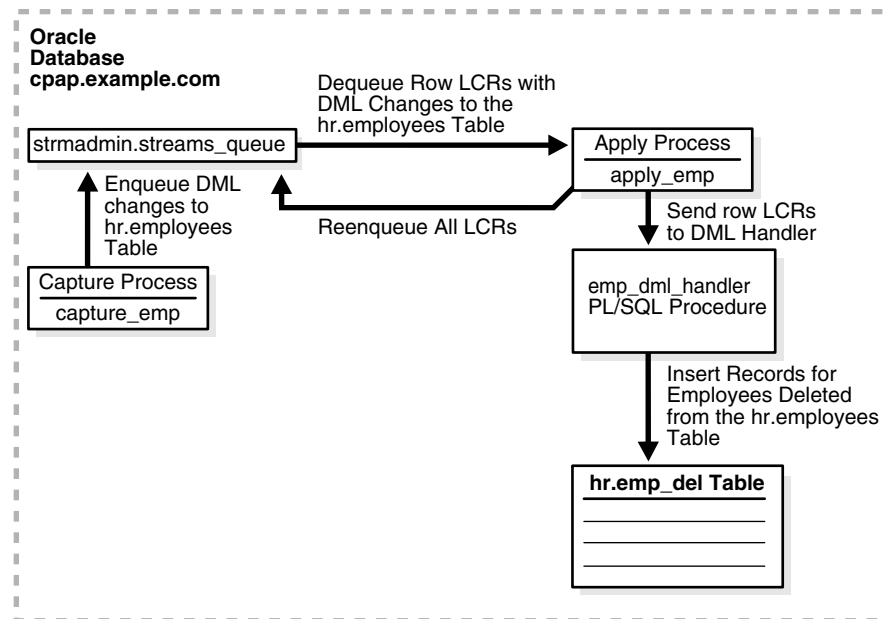 Oracle
Database
cpap.example.com
Dequeue Row LCRs with
DML Changes to the
hr.employees Table
strmadmin.streams_queue
Apply Process
apply_emp
Enqueue DML
changes to
hr.employees
Table
Reenqueue All LCRs
Send row LCRs
to DML Handler
Capture Process
capture_emp
emp_dml_handler
PL/SQL Procedure
Insert Records for
Employees Deleted
from the hr.employees
Table
hr.emp_del Table